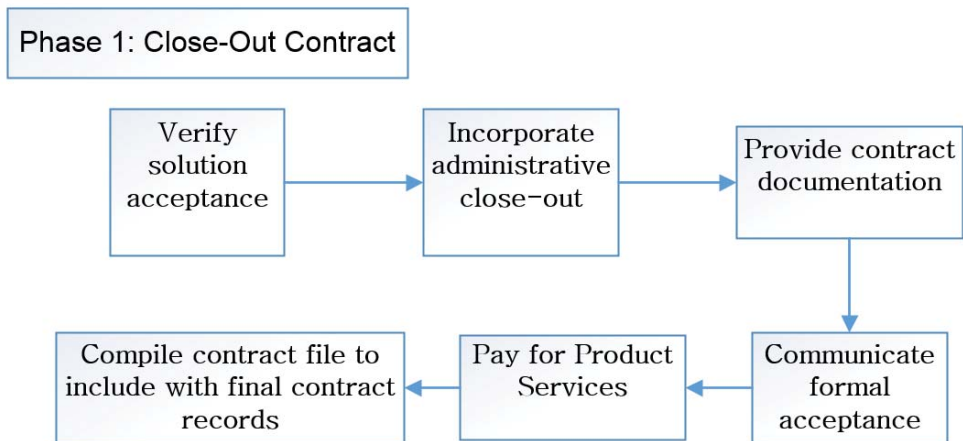 Phase 1: Close-Out Contract
Verify
solution
acceptance
Incorporate
administrative
close-out
Provide contract
documentation
Communicate
formal
acceptance
Pay for Product
Services
Compile contract file to
include with final contract
records